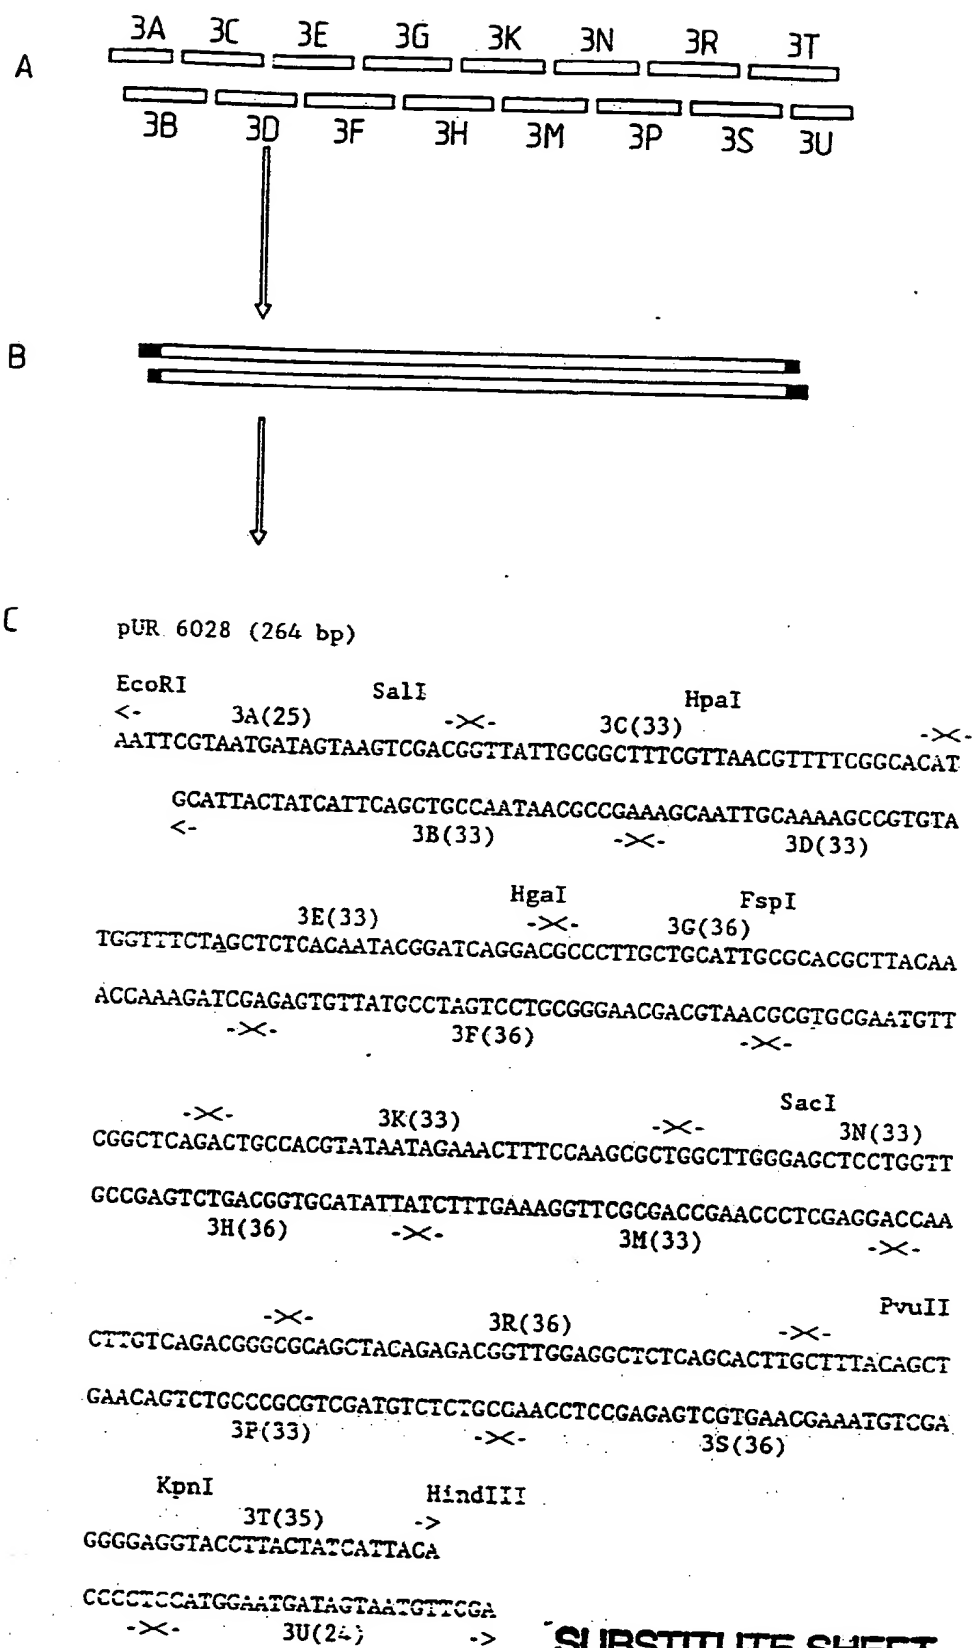 3A 3C 3E 3G 3K 3N 3R 3T
A
3B 3D 3F 3H 3M 3P 3S 3U
B
C
pUR 6028 (264 bp)
EcoRI SalI HpaI
<- 3A(25) -><- 3C(33) -><-
AATTCGTAATGATAGTAAGTCGACGGTTATTGCGGCTTTCGTTAACGTTTTCGGCACAT
GCATTACTATCATTCAGCTGCCAATAACGCCGAAAGCAATTGCAAAAGCCGTGTA
<- 3B(33) -><- 3D(33)
HgaI FspI
3E(33) -><- 3G(36)
TGGTTTCTAGCTCTCACAATACGGATCAGGACGCCCTTGCTGCATTGCGCACGCTTACAA
ACCAAAGATCGAGAGTGTTATGCCTAGTCCTGCGGGAACGACGTAACGCGTGCGAATGTT
-><- 3F(36) -><-
SacI
-><- 3K(33) -><- 3N(33)
CGGCTCAGACTGCCACGTATAATAGAAACTTTCCAAGCGCTGGCTTGGGAGCTCCTGGTT
GCCGAGTCTGACGGTGCATATTATCTTTGAAAGGTTCGCGACCGAACCCTCGAGGACCAA
3H(36) -><- 3M(33) -><-
PvuII
-><- 3R(36) -><-
CTTGTCAGACGGGCGCAGCTACAGAGACGGTTGGAGGCTCTCAGCACTTGCTTTACAGCT
GAACAGTCTGCCCGCGTCGATGTCTCTGCGAACCTCCGAGAGTCGTGAACGAAATGTCGA
3P(33) -><- 3S(36)
KpnI HindIII
3T(35) ->
GGGGAGGTACCTTACTATCATTACA
CCCCTCCATGGAATGATAGTAATGTTCGA
-><- 3U(24) ->
SUBSTITUTE SHEET